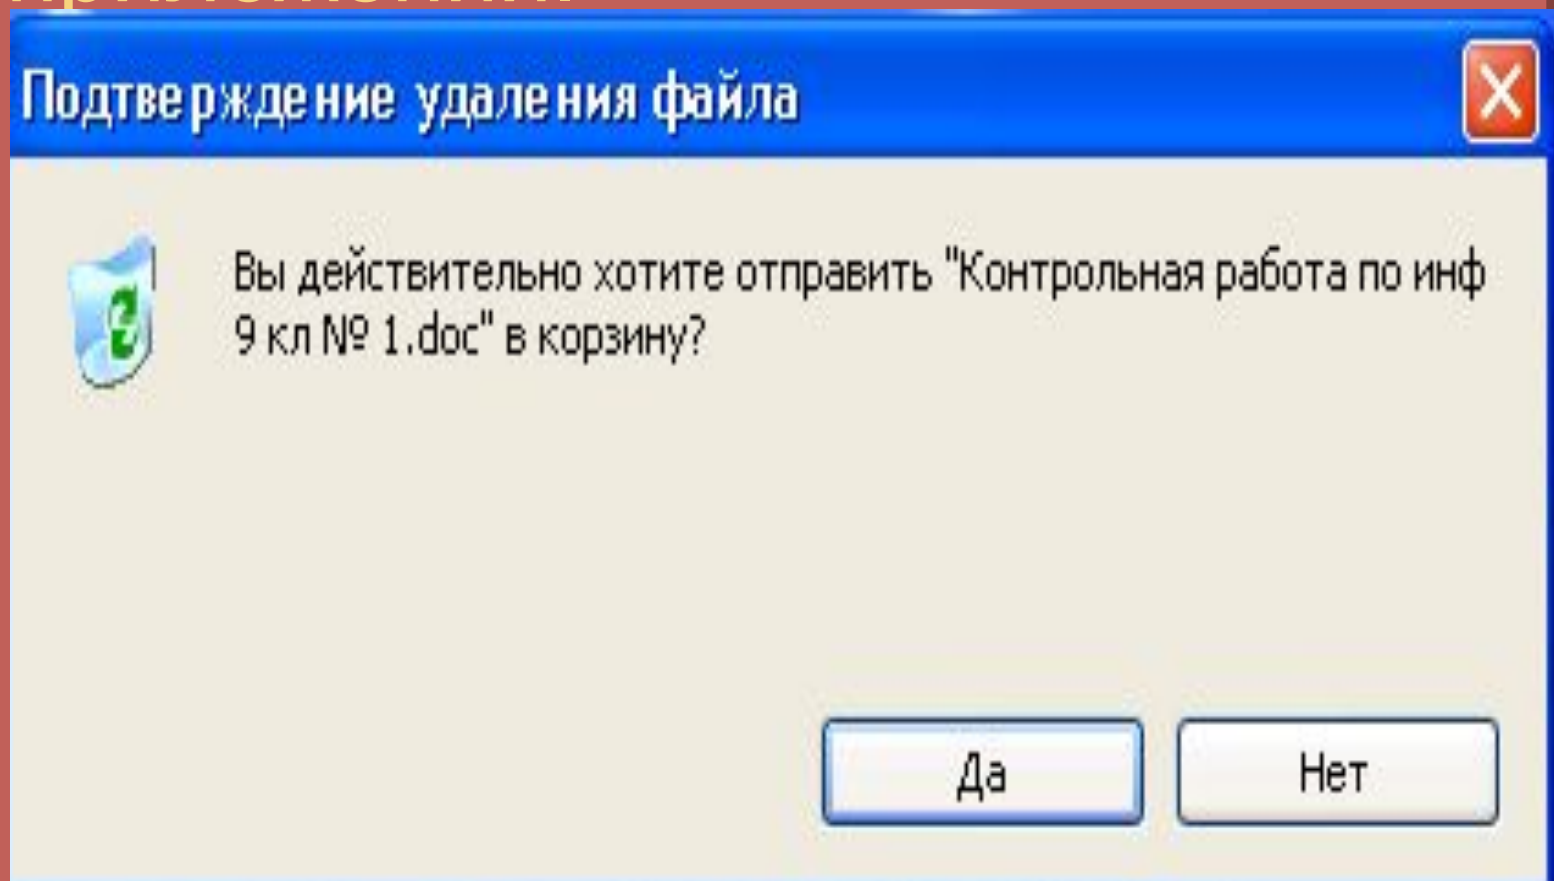 Подтверждение удаления файла
Вы действительно хотите отправить "Контрольная работа по инф
9 кл № 1.doc" в корзину?
Да
Нет